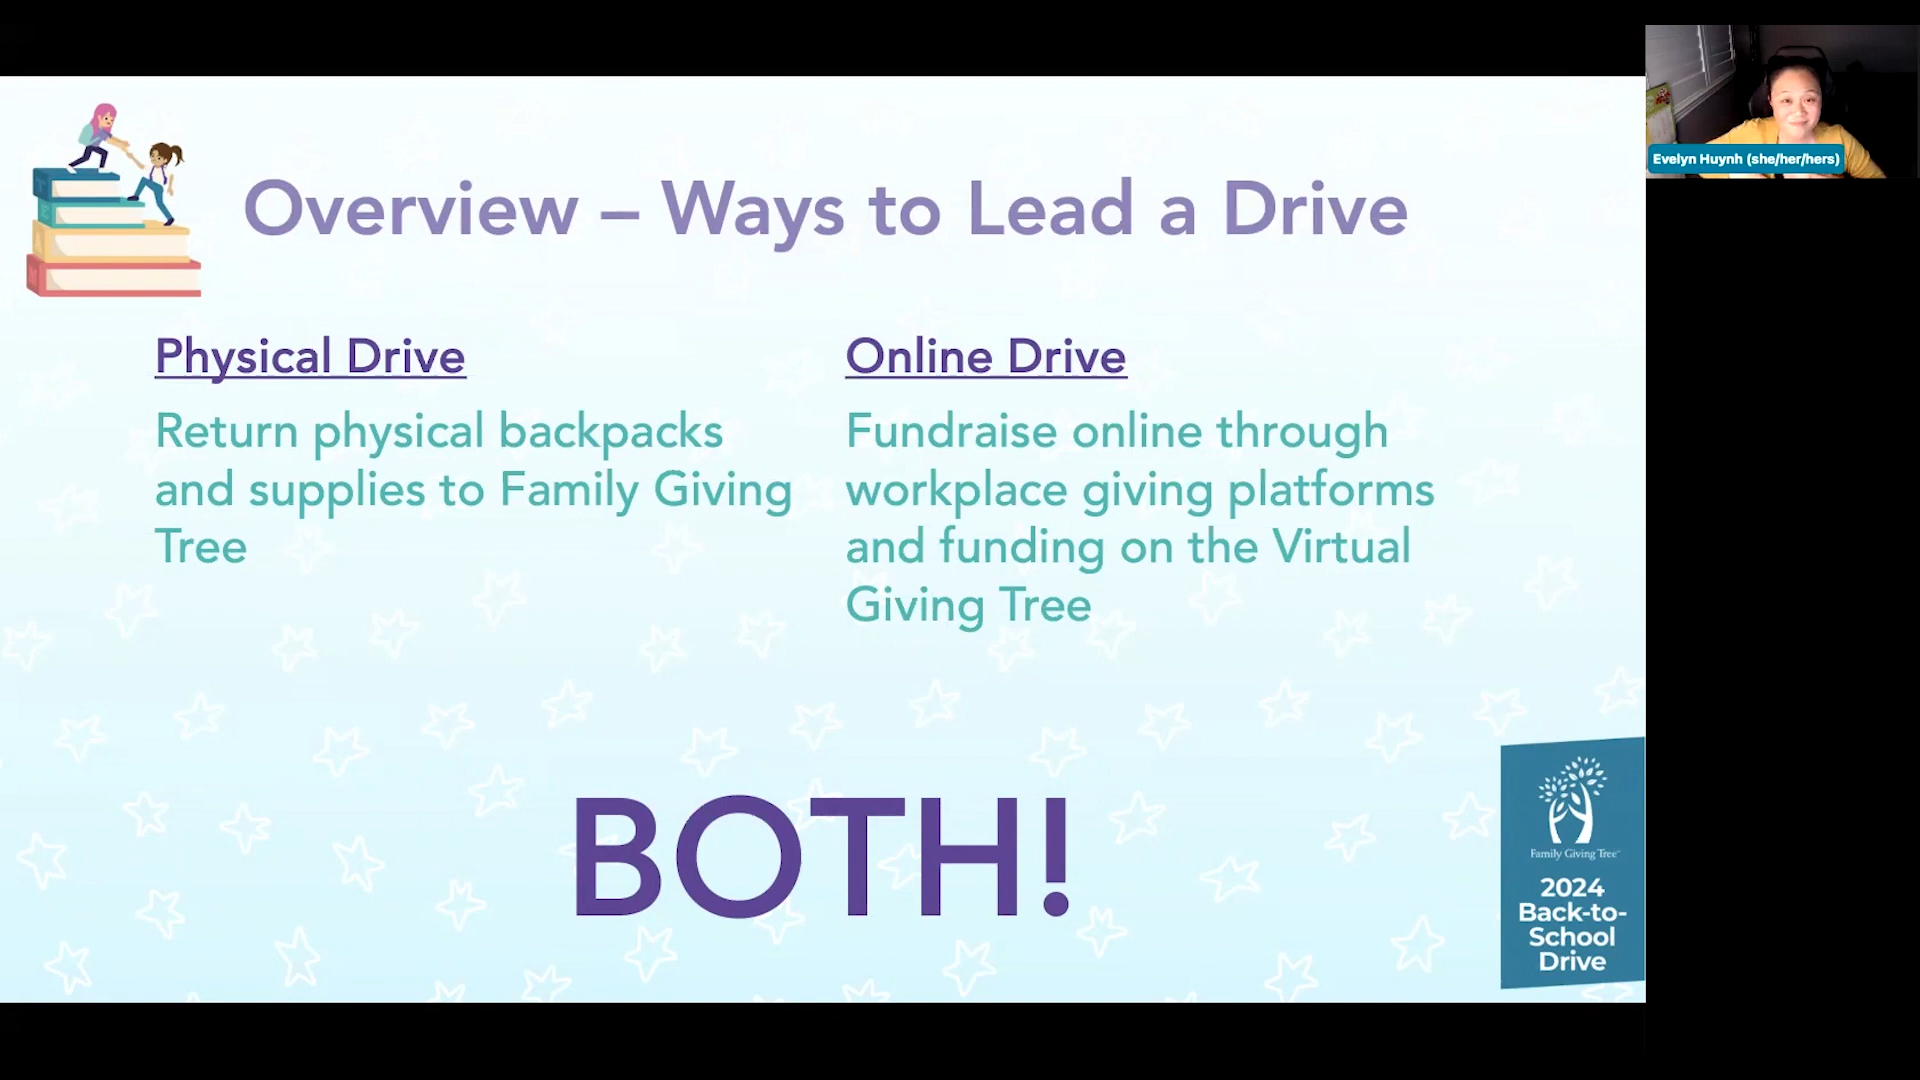 Overview – Ways to Lead a Drive
Physical Drive
Return physical backpacks
and supplies to Family Giving
Tree
Online Drive
Fundraise online through
workplace giving platforms
and funding on the Virtual
Giving Tree
BOTH!
Family Giving Tree
2024
Back-to-
School
Drive
Evelyn Huynh (she/her/hers)